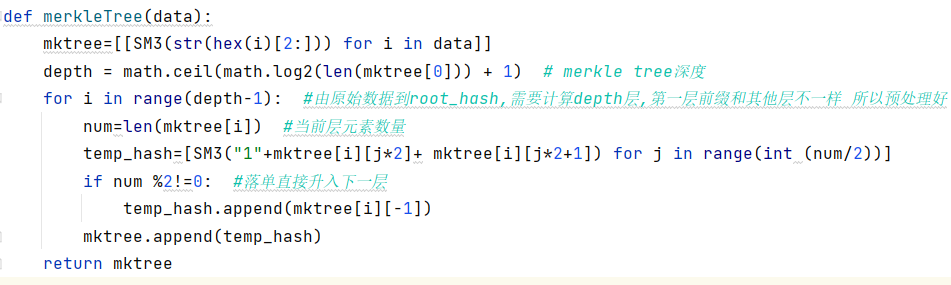 def merkleTree(data):
    mktree=[[SM3(str(hex(i)[2:])) for i in data]]
    depth = math.ceil(math.log2(len(mktree[0])) + 1)  # merkle tree深度
    for i in range(depth-1):  #由原始数据到root_hash,需要计算depth层,第一层前缀和其他层不一样 所以预处理好
        num=len(mktree[i])  #当前层元素数量
        temp_hash=[SM3("1"+mktree[i][j*2]+ mktree[i][j*2+1]) for j in range(int (num/2))]
        if num %2!=0:  #落单直接升入下一层
            temp_hash.append(mktree[i][-1])
        mktree.append(temp_hash)
    return mktree